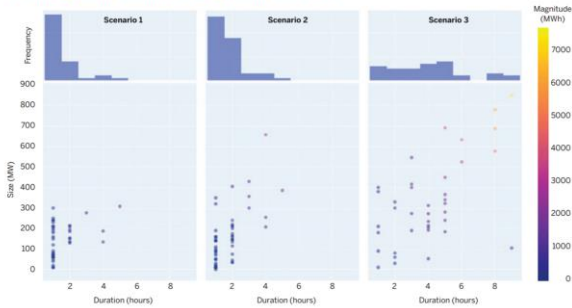 Magnitude
(MWh)
Scenario 1
Scenario 2
Scenario 3
Frequency
7000
6000
5000
4000
3000
2000
1000
0
Size (MW)
900
800
700
600
500
400
300
200
100
0
2 4 6 8
2 4 6 8
2 4 6 8
Duration (hours)
Duration (hours)
Duration (hours)